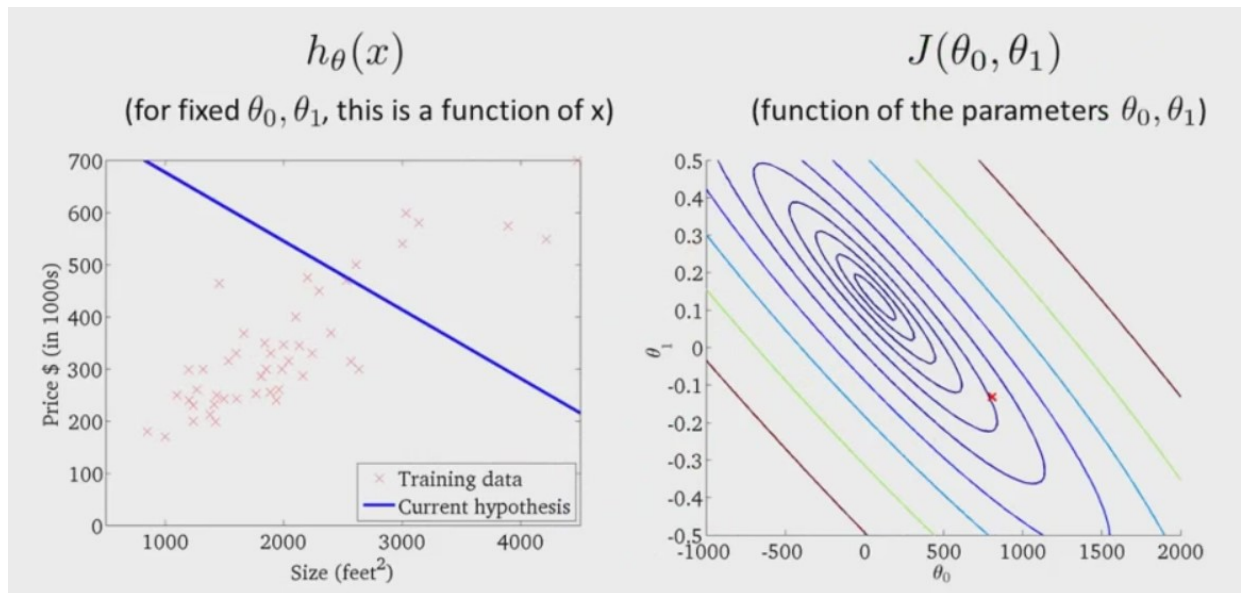 hθ(x)
(for fixed θ0, θ1, this is a function of x)
700
600
500
400
300
200
100
0
Price $ (in 1000s)
1000 2000 3000 4000
Size (feet²)
Training data
Current hypothesis
J(θ0, θ1)
(function of the parameters θ0, θ1)
0.5
0.4
0.3
0.2
0.1
0
-0.1
-0.2
-0.3
-0.4
-0.5
θ1
-1000 -500 0 500 1000 1500 2000
θ0